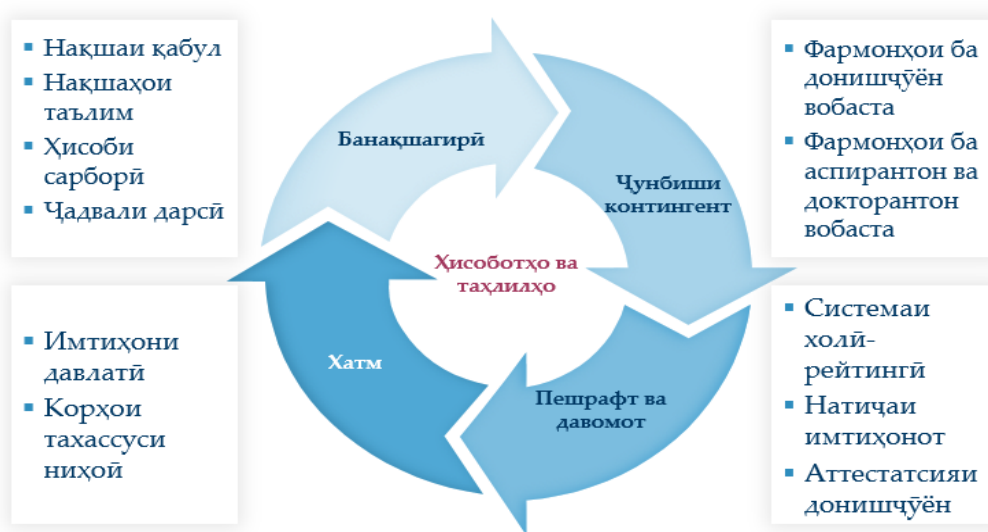 ▪ Нақшаи қабул
▪ Нақшаҳои
таълим
▪ Ҳисоби
сарборӣ
▪ Ҷадвали дарсӣ
Банақшагирӣ
Ҷунбиши
контингент
▪ Фармонҳои ба
донишҷӯён
вобаста
▪ Фармонҳои ба
аспирантон ва
докторантон
вобаста
Ҳисоботҳо ва
таҳлилҳо
▪ Имтиҳони
давлатӣ
▪ Корҳои
тахассуси
ниҳоӣ
Хатм
Пешрафт ва
давомот
▪ Системаи
холӣ-
рейтингӣ
▪ Натиҷаи
имтиҳонот
▪ Аттестатсияи
донишҷӯён